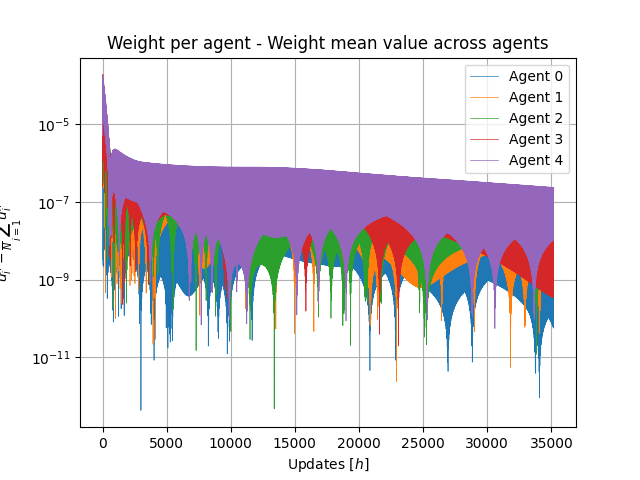 Weight per agent - Weight mean value across agents
Agent 0
Agent 1
Agent 2
Agent 3
Agent 4
10⁻⁵
10⁻⁷
10⁻⁹
10⁻¹¹
0 5000 10000 15000 20000 25000 30000 35000
Updates [h]